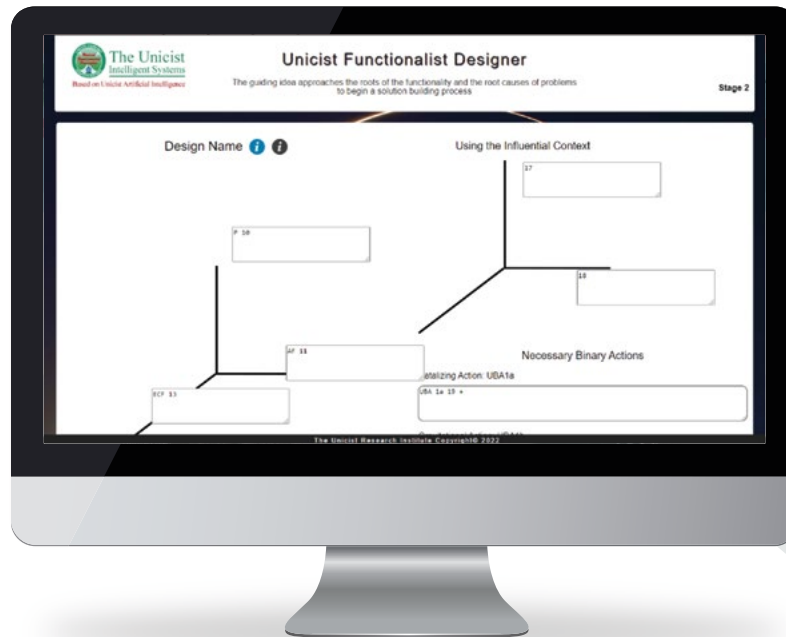 The Unicist
Intelligent Systems
Based on Unicist Artificial Intelligence
Unicist Functionalist Designer
The guiding idea approaches the roots of the functionality and the root causes of problems
to begin a solution building process
Stage 2
Design Name
Using the Influential Context
17
P 10
18
AF 11
Necessary Binary Actions
atalizing Action: UBA1a
ECF 13
UBA 1a 19 +
The Unicist Research Institute Copyright© 2022